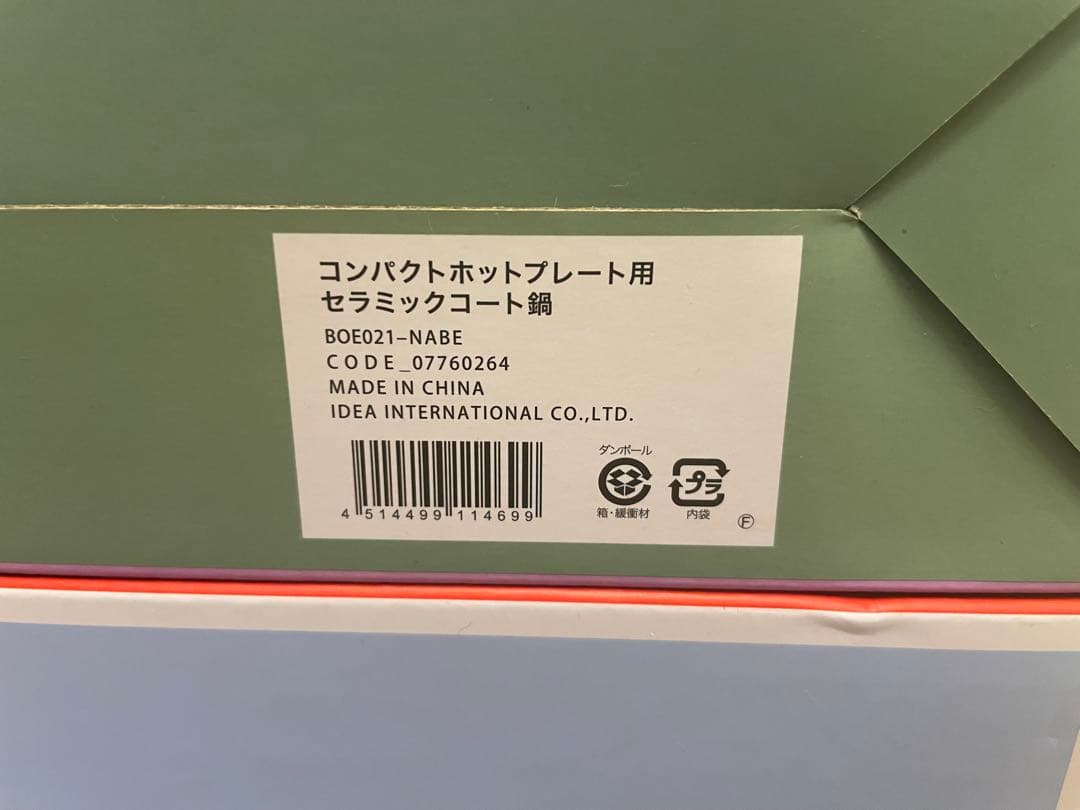 コンパクトホットプレート用
セラミックコート鍋
BOE021-NABE
CODE_07760264
MADE IN CHINA
IDEA INTERNATIONAL CO.,LTD.
4 514499 114699
ダンボール
箱・緩衝材
プラ
内袋
Ⓕ